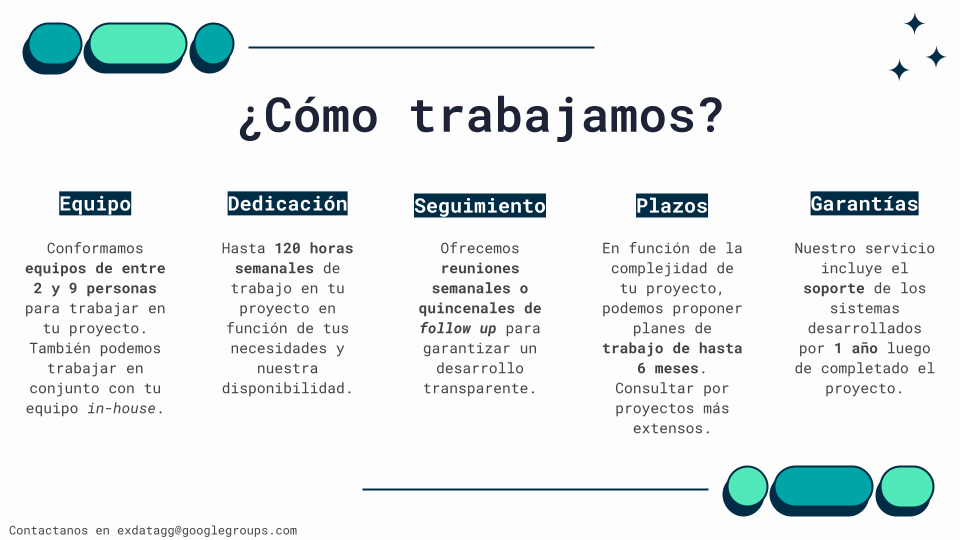 ¿Cómo trabajamos?
Equipo
Conformamos
equipos de entre
2 y 9 personas
para trabajar en
tu proyecto.
También podemos
trabajar en
conjunto con tu
equipo in-house.
Dedicación
Hasta 120 horas
semanales de
trabajo en tu
proyecto en
función de tus
necesidades y
nuestra
disponibilidad.
Seguimiento
Ofrecemos
reuniones
semanales o
quincenales de
follow up para
garantizar un
desarrollo
transparente.
Plazos
En función de la
complejidad de
tu proyecto,
podemos proponer
planes de
trabajo de hasta
6 meses.
Consultar por
proyectos más
extensos.
Garantías
Nuestro servicio
incluye el
soporte de los
sistemas
desarrollados
por 1 año luego
de completado el
proyecto.
Contactanos en exdatagg@googlegroups.com